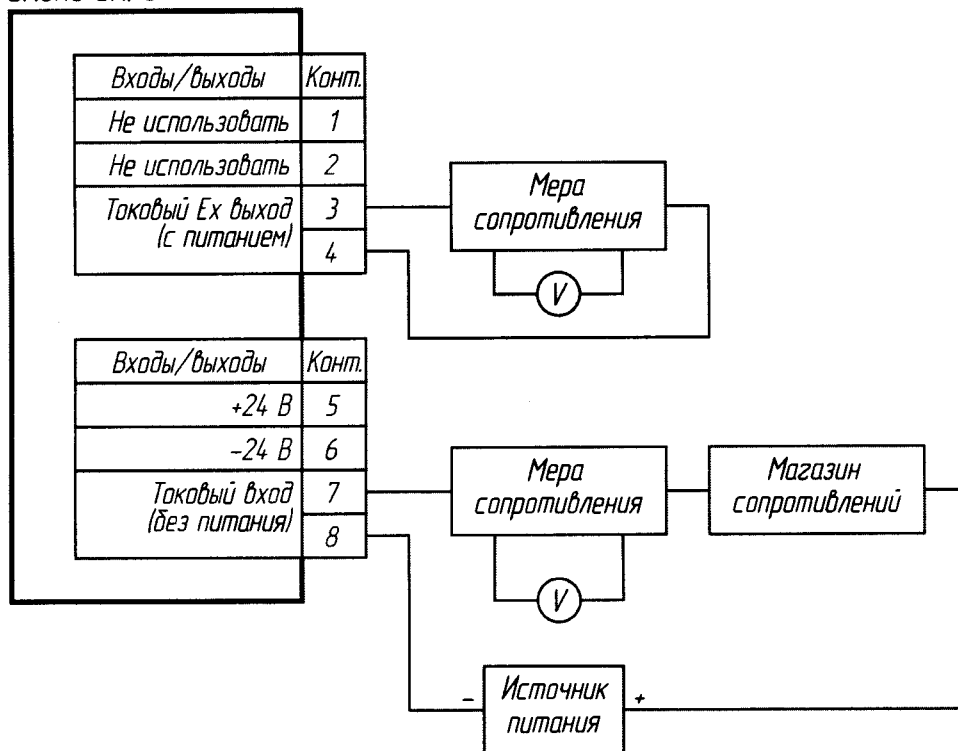 Входы/выходы Конт.
Не использовать 1
Не использовать 2
Токовый Ex выход 3
(с питанием)
4
Мера
сопротивления
V
Входы/выходы Конт.
+24 В 5
-24 В 6
Токовый вход 7
(без питания)
8
Мера
сопротивления
V
Магазин
сопротивлений
- Источник +
питания